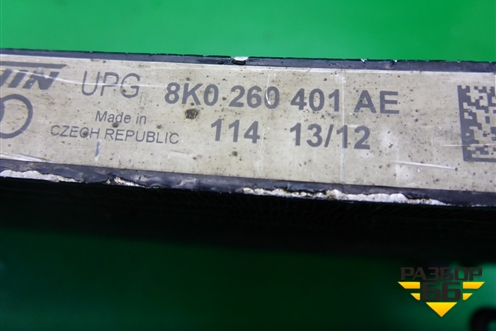 UPG 8K0 260 401 AE
Made in 114 13/12
CZECH REPUBLIC
РАЗБОР
66